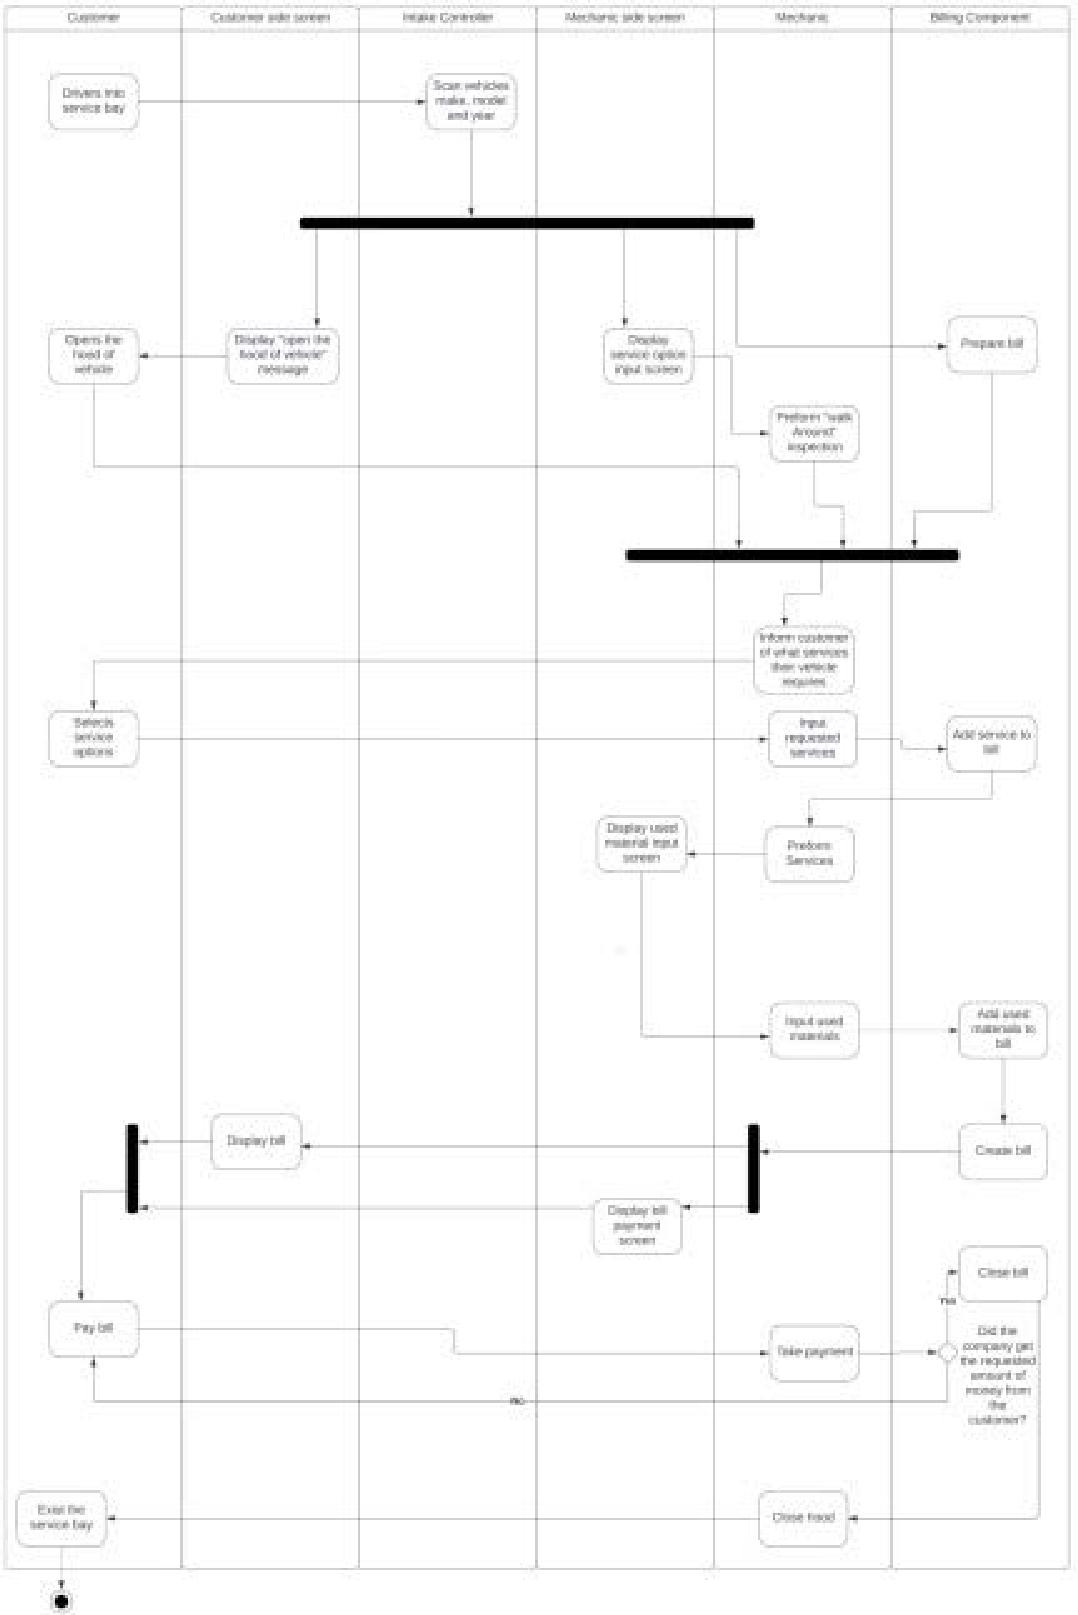 Customer
Customer side screen
Intake Controller
Mechanic side screen
Mechanic
Billing Component
Drivers into
service bay
Scan vehicles
make, model
and year
Opens the
hood of
vehicle
Display "open the
hood of vehicle"
message
Display
service option
input screen
Prepare bill
Preform "walk
Around"
inspection
Inform customer
of what services
their vehicle
requires
Selects
service
options
Input
requested
services
Add service to
bill
Display used
material input
screen
Preform
Services
Input used
materials
Add used
materials to
bill
Display bill
Create bill
Display bill
payment
screen
Close bill
Yes
Pay bill
Take payment
Did the
company get
the requested
amount of
money from
the
customer?
no
Exist the
service bay
Close hood